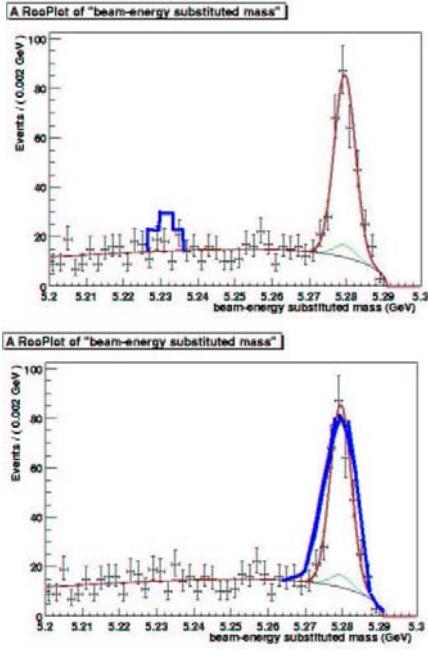 A RooPlot of "beam-energy substituted mass"
Events / ( 0.002 GeV )
100
80
60
40
20
0
5.2 5.21 5.22 5.23 5.24 5.25 5.26 5.27 5.28 5.29 5.3
beam-energy substituted mass (GeV)
A RooPlot of "beam-energy substituted mass"
Events / ( 0.002 GeV )
100
80
60
40
20
0
5.2 5.21 5.22 5.23 5.24 5.25 5.26 5.27 5.28 5.29 5.3
beam-energy substituted mass (GeV)